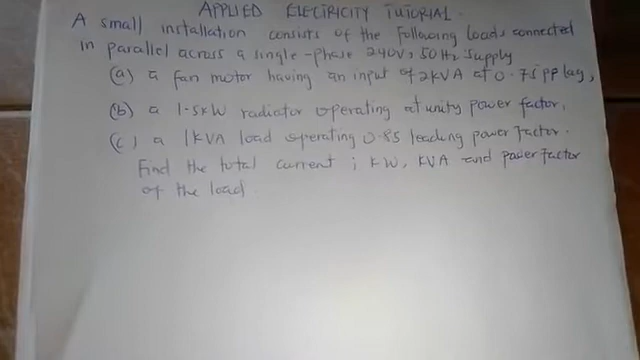 APPLIED ELECTRICITY TUTORIAL.
A small installation consists of the following loads connected
in parallel across a single-phase 240V, 50Hz supply
(a) a fan motor having an input of 2kVA at 0.75 pp lag,
(b) a 1.5kW radiator operating at unity power factor,
(c) a 1kVA load operating 0.85 leading power factor.
Find the total current; kW, kVA and power factor
of the load